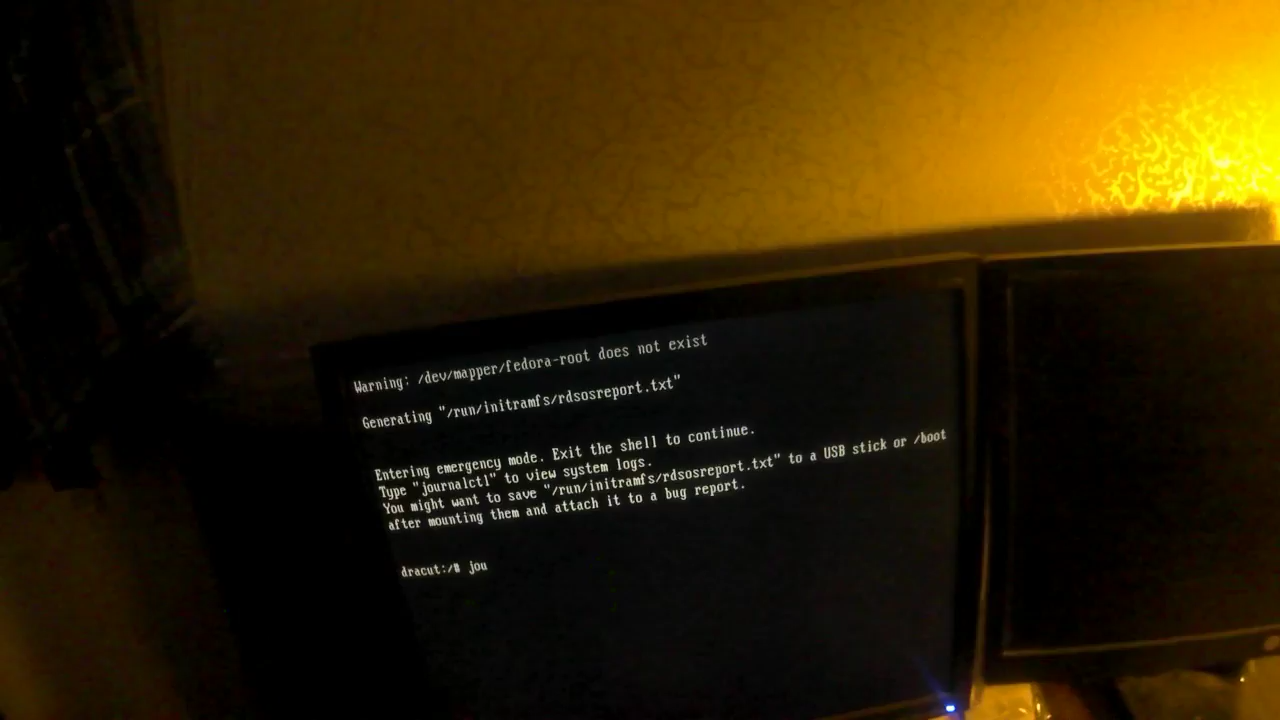 Warning: /dev/mapper/fedora-root does not exist
Generating "/run/initramfs/rdsosreport.txt"
Entering emergency mode. Exit the shell to continue.
Type "journalctl" to view system logs.
You might want to save "/run/initramfs/rdsosreport.txt" to a USB stick or /boot
after mounting them and attach it to a bug report.
dracut:/# jou